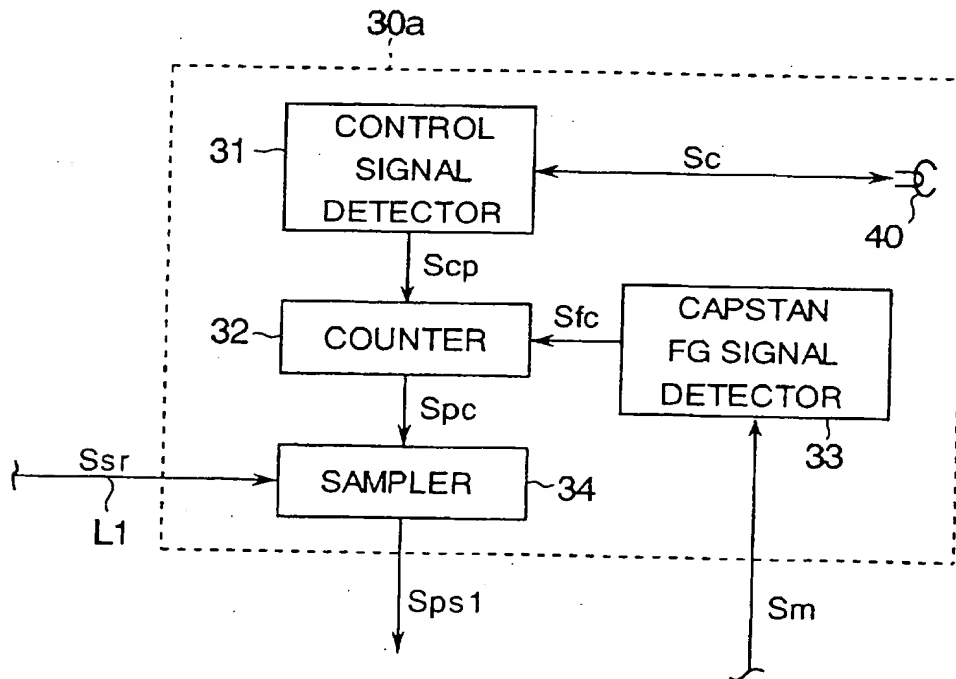 30a
31
CONTROL
SIGNAL
DETECTOR
Sc
40
Scp
32
COUNTER
Sfc
CAPSTAN
FG SIGNAL
DETECTOR
33
Spc
Ssr
L1
SAMPLER
34
Sps1
Sm